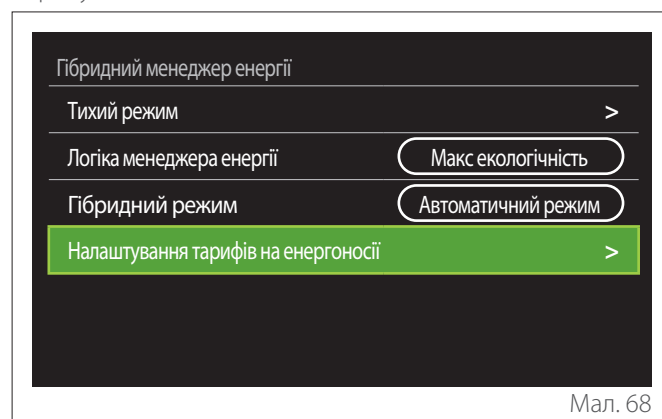 Гібридний менеджер енергії
Тихий режим >
Логіка менеджера енергії Макс екологічність
Гібридний режим Автоматичний режим
Налаштування тарифів на енергоносії >
Мал. 68